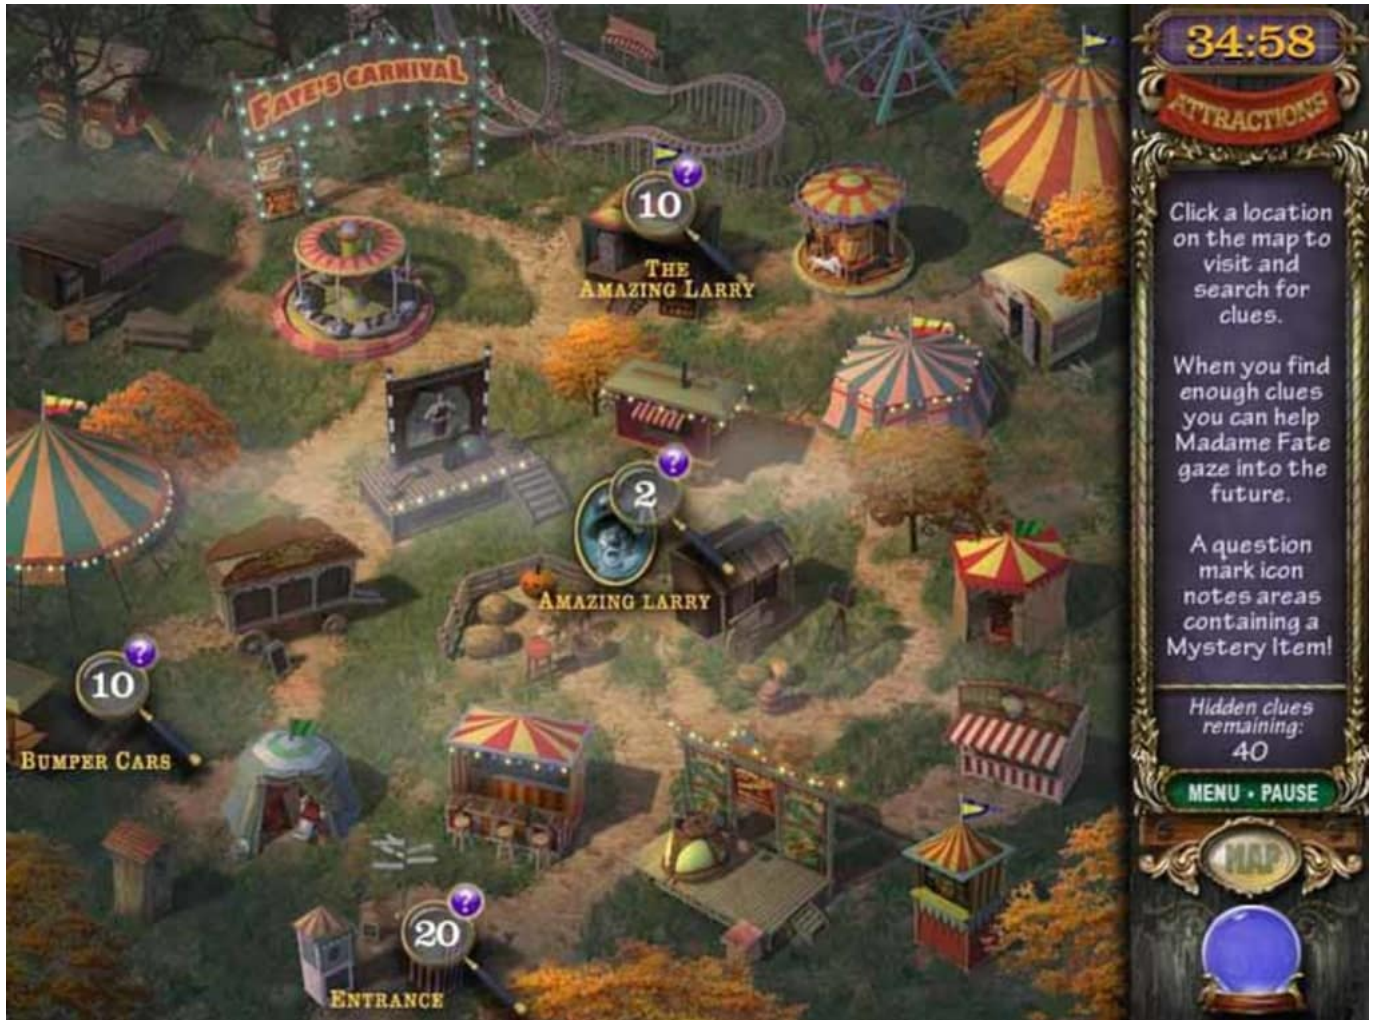 34:58
ATTRACTIONS
FATE'S CARNIVAL
Click a location
on the map to
visit and
search for
clues.
When you find
enough clues
you can help
Madame Fate
gaze into the
future.
A question
mark icon
notes areas
containing a
Mystery Item!
Hidden clues
remaining:
40
MENU • PAUSE
MAP
?
10
THE
AMAZING LARRY
?
2
AMAZING LARRY
?
10
BUMPER CARS
?
20
ENTRANCE